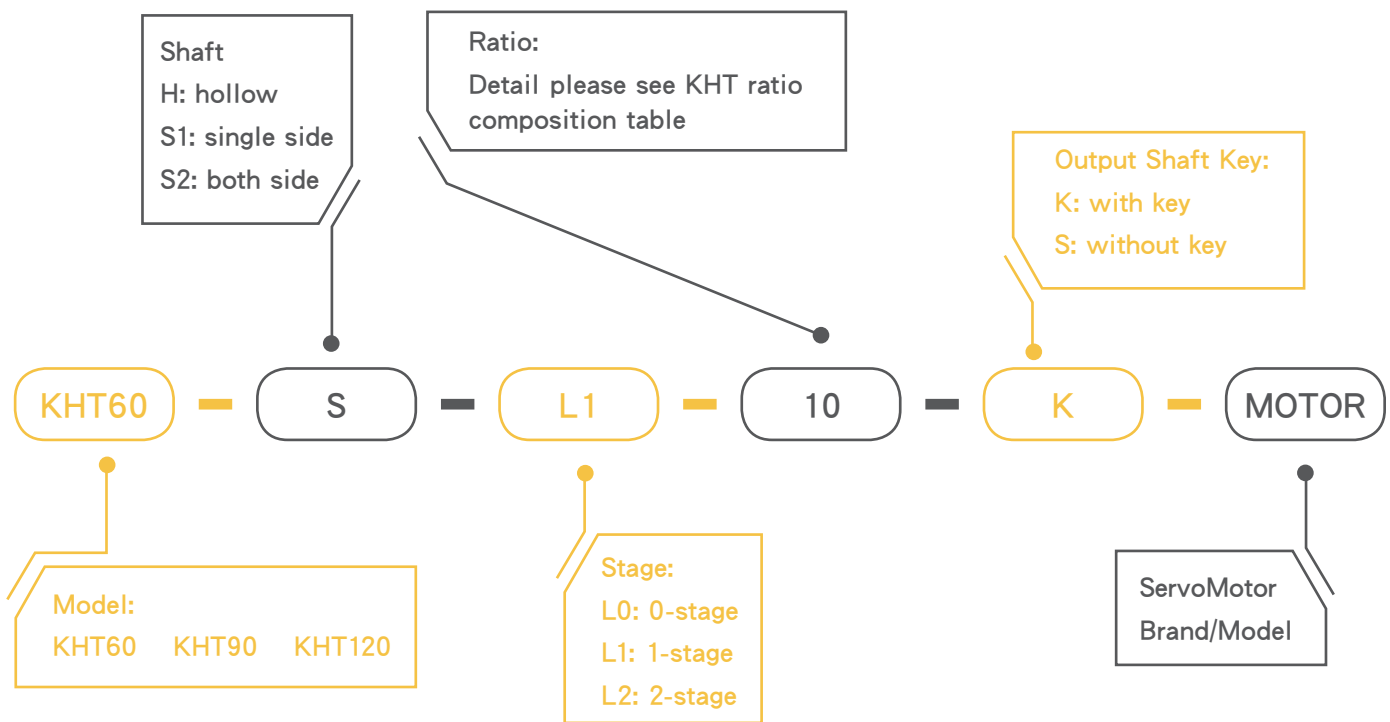 Shaft
H: hollow
S1: single side
S2: both side
Ratio:
Detail please see KHT ratio
composition table
Output Shaft Key:
K: with key
S: without key
KHT60 - S - L1 - 10 - K - MOTOR
Model:
KHT60 KHT90 KHT120
Stage:
L0: 0-stage
L1: 1-stage
L2: 2-stage
ServoMotor
Brand/Model